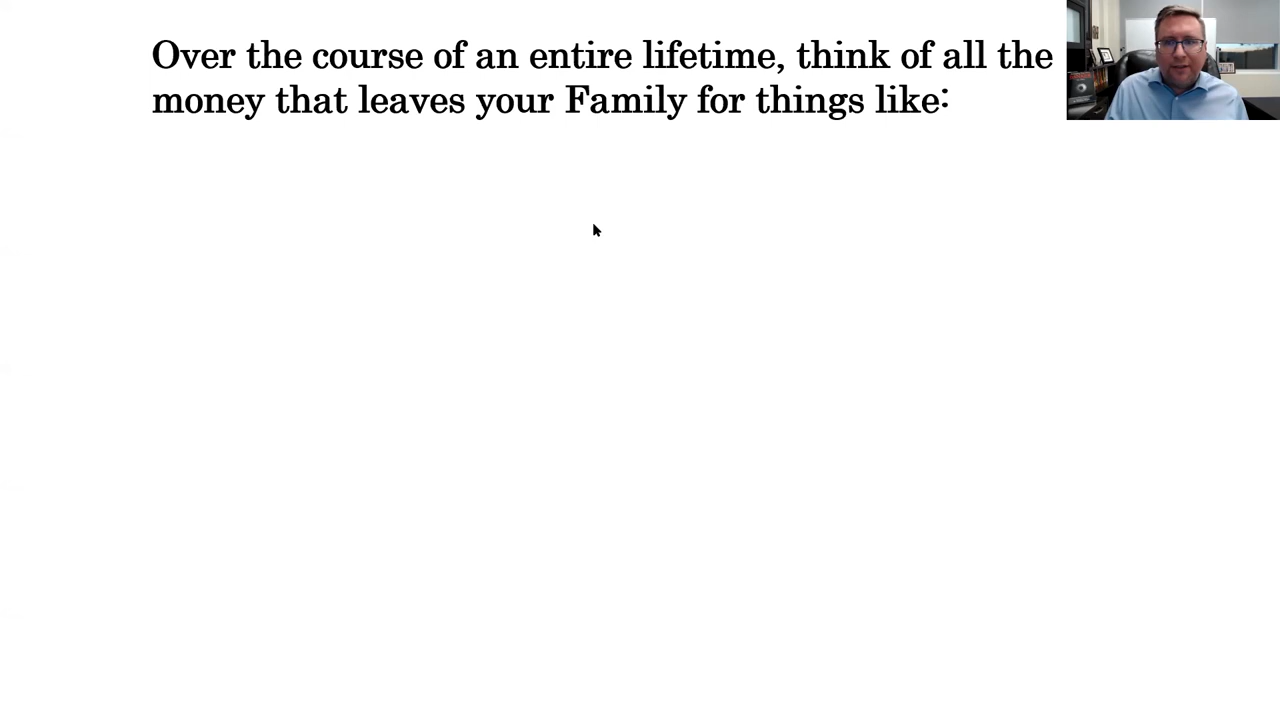 Over the course of an entire lifetime, think of all the
money that leaves your Family for things like: